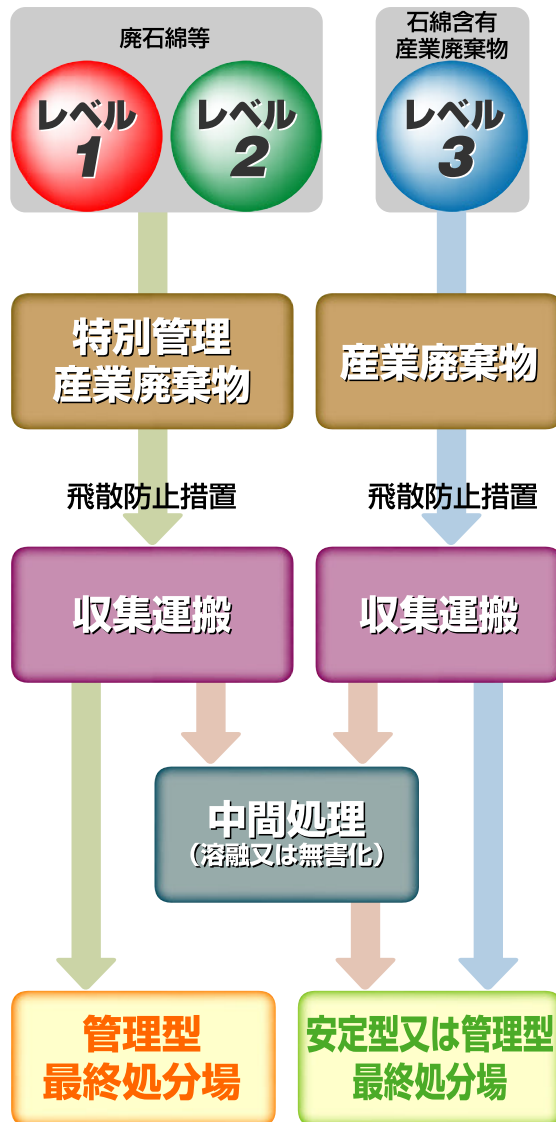 廃石綿等
レベル
1
レベル
2
石綿含有
産業廃棄物
レベル
3
特別管理
産業廃棄物
産業廃棄物
飛散防止措置
飛散防止措置
収集運搬
収集運搬
中間処理
（溶融又は無害化）
管理型
最終処分場
安定型又は管理型
最終処分場